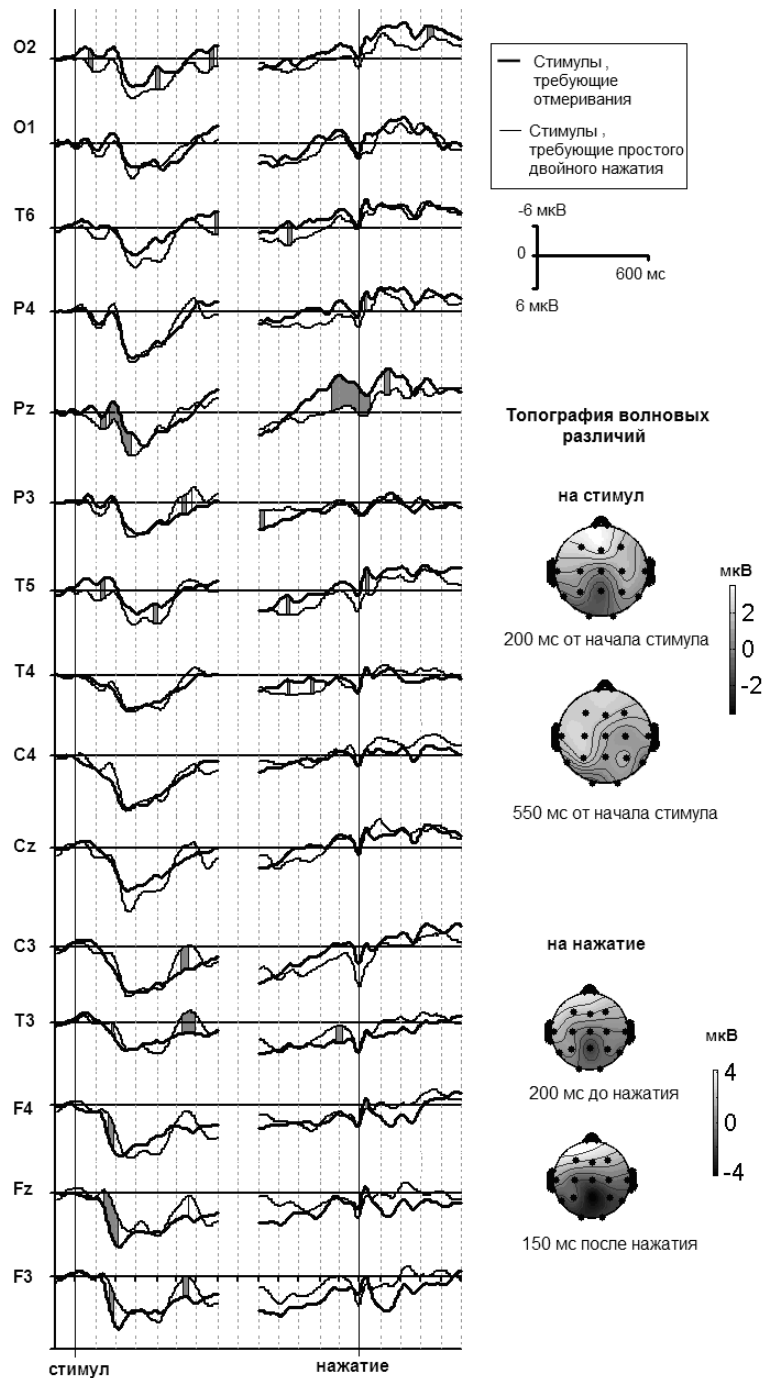 O2
O1
T6
P4
Pz
P3
T5
T4
C4
Cz
C3
T3
F4
Fz
F3
стимул
нажатие
Стимулы ,
требующие
отмеривания
Стимулы ,
требующие простого
двойного нажатия
-6 мкВ
0
600 мс
6 мкВ
Топография волновых
различий
на стимул
мкВ
2
0
-2
200 мс от начала стимула
550 мс от начала стимула
на нажатие
мкВ
4
0
-4
200 мс до нажатия
150 мс после нажатия